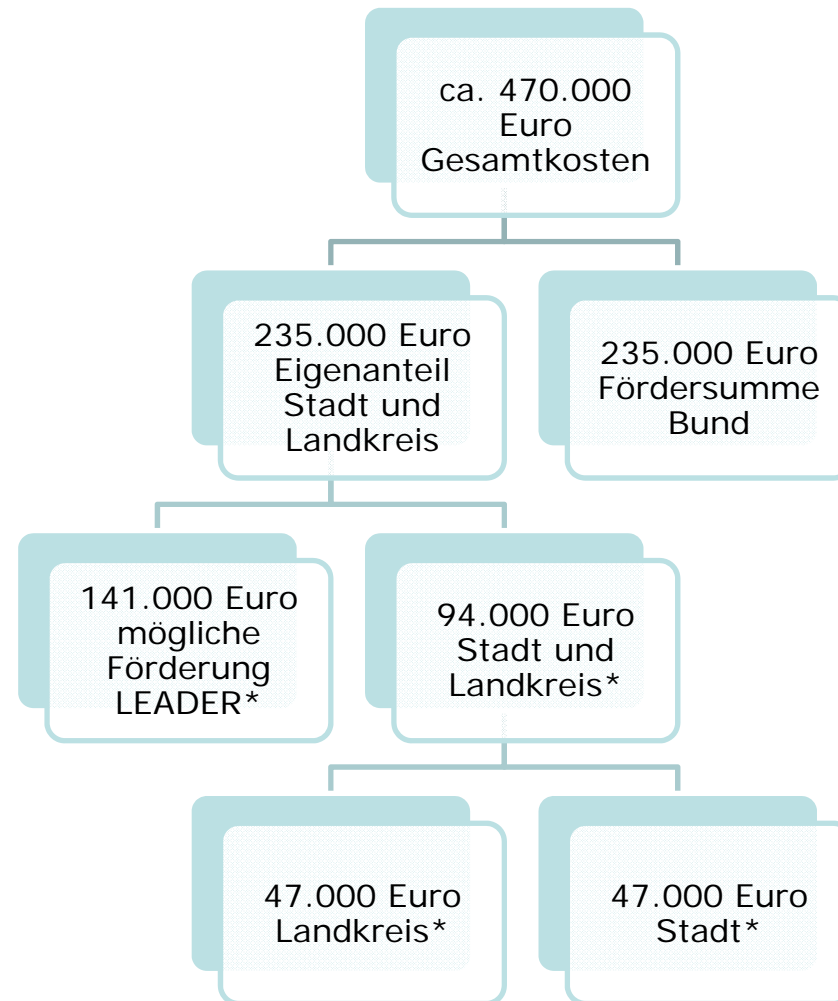 ca. 470.000
Euro
Gesamtkosten
235.000 Euro
Eigenanteil
Stadt und
Landkreis
235.000 Euro
Fördersumme
Bund
141.000 Euro
mögliche
Förderung
LEADER*
94.000 Euro
Stadt und
Landkreis*
47.000 Euro
Landkreis*
47.000 Euro
Stadt*